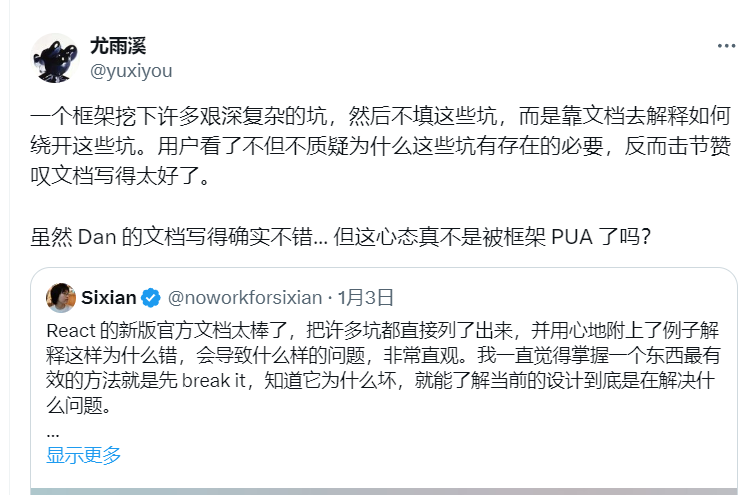 尤雨溪
@yuxiyou
一个框架挖下许多艰深复杂的坑，然后不填这些坑，而是靠文档去解释如何
绕开这些坑。用户看了不但不质疑为什么这些坑有存在的必要，反而击节赞
叹文档写得太好了。
虽然 Dan 的文档写得确实不错... 但这心态真不是被框架 PUA 了吗?
Sixian @noworkforsixian · 1月3日
React 的新版官方文档太棒了，把许多坑都直接列了出来，并用心地附上了例子解
释这样为什么错，会导致什么样的问题，非常直观。我一直觉得掌握一个东西最有
效的方法就是先 break it，知道它为什么坏，就能了解当前的设计到底是在解决什
么问题。
...
显示更多